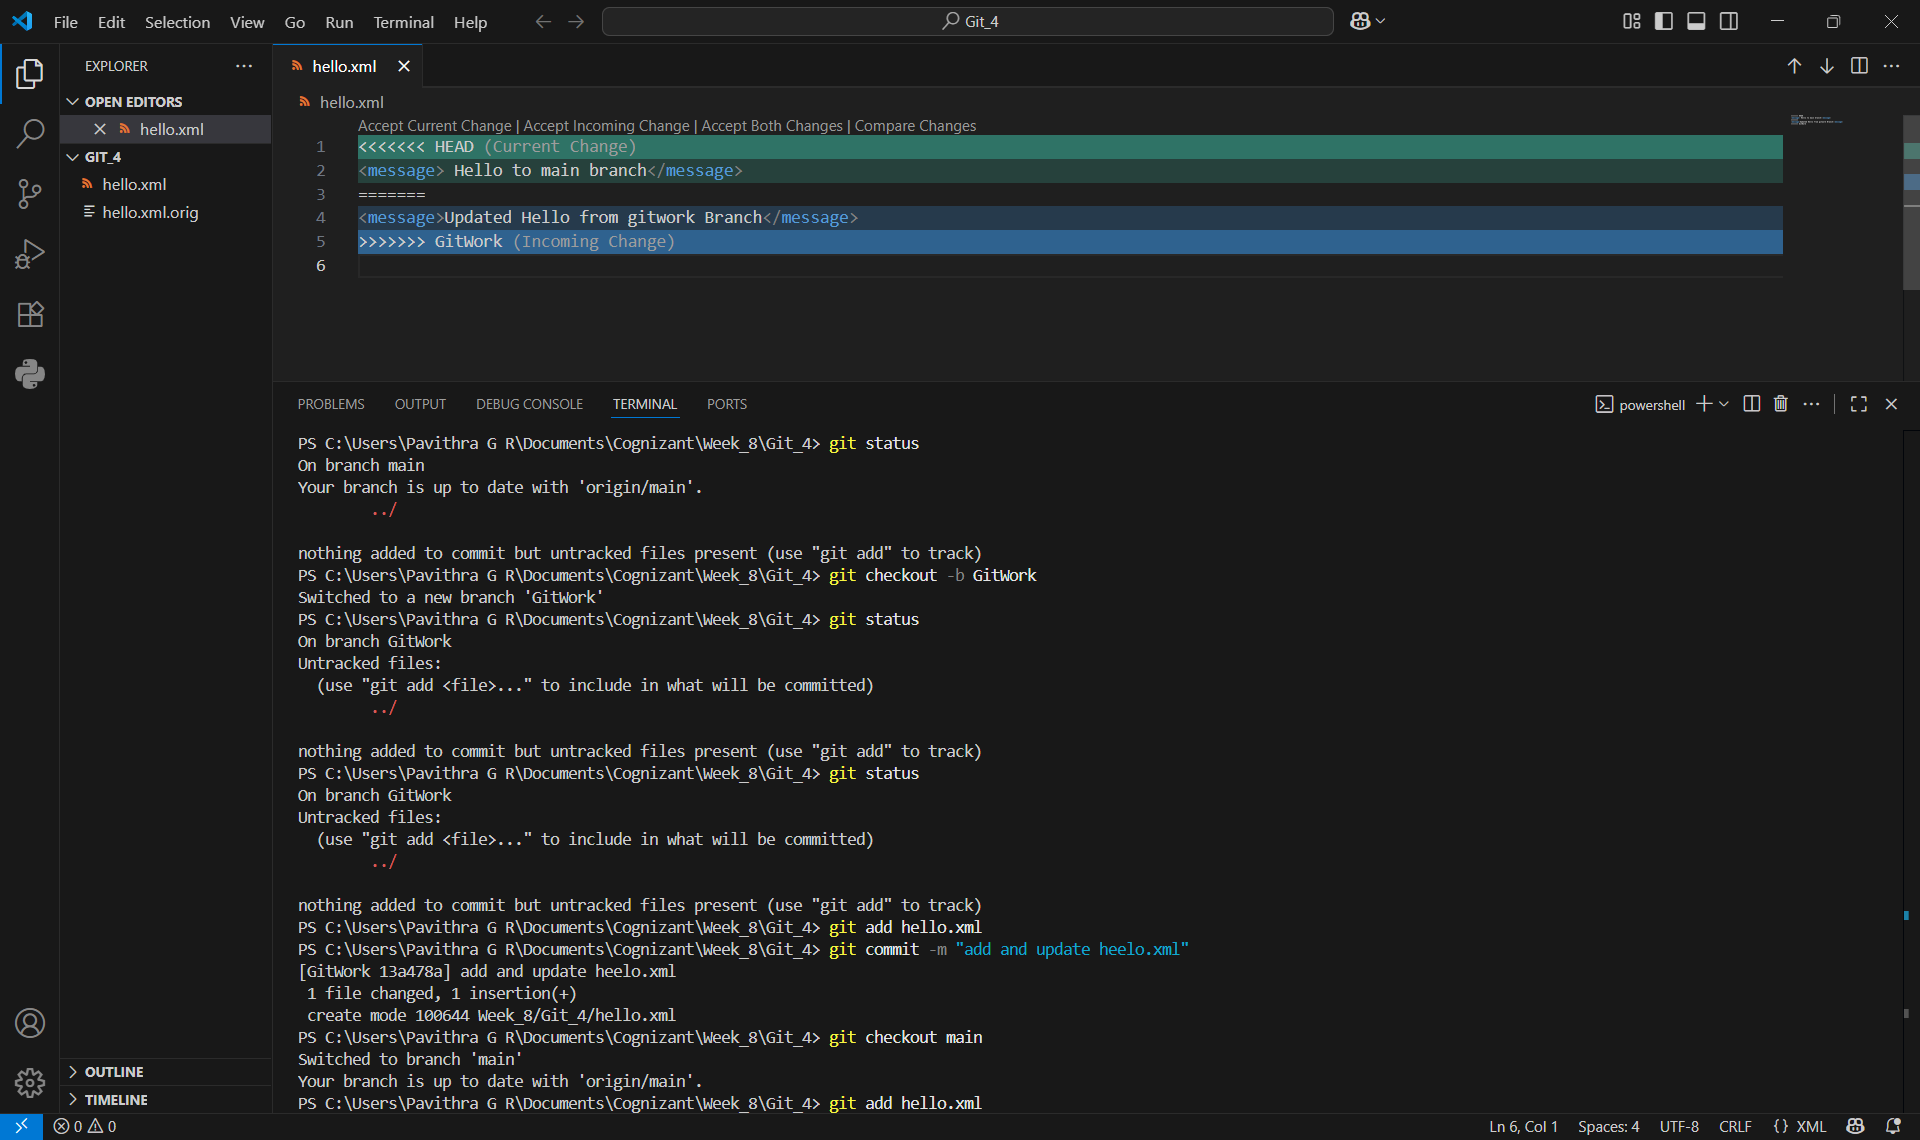 File Edit Selection View Go Run Terminal Help
Git_4
EXPLORER
OPEN EDITORS
hello.xml
GIT_4
hello.xml
hello.xml.orig
OUTLINE
TIMELINE
hello.xml
hello.xml
Accept Current Change | Accept Incoming Change | Accept Both Changes | Compare Changes
1 <<<<<<< HEAD (Current Change)
2 <message> Hello to main branch</message>
3 =======
4 <message>Updated Hello from gitwork Branch</message>
5 >>>>>>> GitWork (Incoming Change)
6
PROBLEMS OUTPUT DEBUG CONSOLE TERMINAL PORTS
powershell
PS C:\Users\Pavithra G R\Documents\Cognizant\Week_8\Git_4> git status
On branch main
Your branch is up to date with 'origin/main'.
../
nothing added to commit but untracked files present (use "git add" to track)
PS C:\Users\Pavithra G R\Documents\Cognizant\Week_8\Git_4> git checkout -b GitWork
Switched to a new branch 'GitWork'
PS C:\Users\Pavithra G R\Documents\Cognizant\Week_8\Git_4> git status
On branch GitWork
Untracked files:
(use "git add <file>..." to include in what will be committed)
../
nothing added to commit but untracked files present (use "git add" to track)
PS C:\Users\Pavithra G R\Documents\Cognizant\Week_8\Git_4> git status
On branch GitWork
Untracked files:
(use "git add <file>..." to include in what will be committed)
../
nothing added to commit but untracked files present (use "git add" to track)
PS C:\Users\Pavithra G R\Documents\Cognizant\Week_8\Git_4> git add hello.xml
PS C:\Users\Pavithra G R\Documents\Cognizant\Week_8\Git_4> git commit -m "add and update heelo.xml"
[GitWork 13a478a] add and update heelo.xml
1 file changed, 1 insertion(+)
create mode 100644 Week_8/Git_4/hello.xml
PS C:\Users\Pavithra G R\Documents\Cognizant\Week_8\Git_4> git checkout main
Switched to branch 'main'
Your branch is up to date with 'origin/main'.
PS C:\Users\Pavithra G R\Documents\Cognizant\Week_8\Git_4> git add hello.xml
0 0
Ln 6, Col 1 Spaces: 4 UTF-8 CRLF {} XML